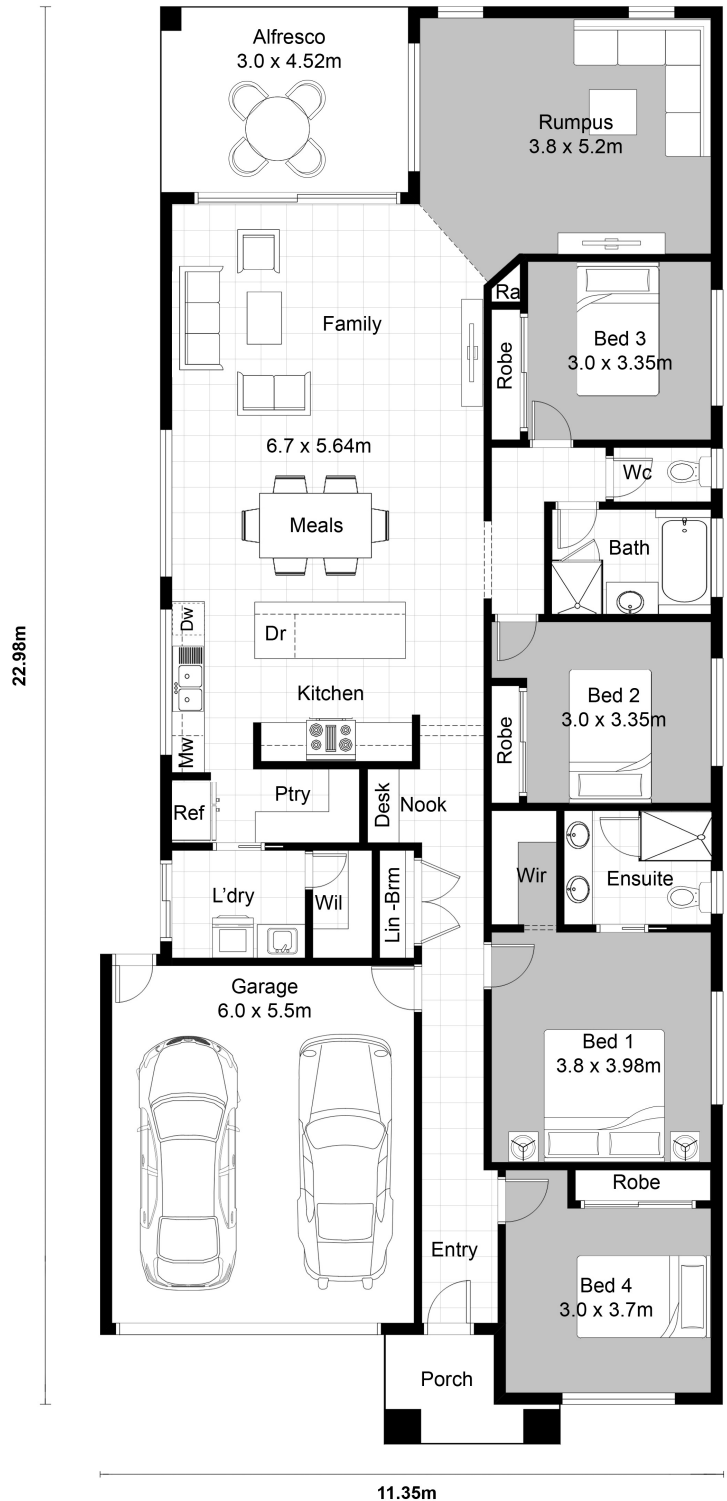 Alfresco
3.0 x 4.52m
Rumpus
3.8 x 5.2m
Ra
Family
Bed 3
3.0 x 3.35m
Robe
6.7 x 5.64m
Wc
Meals
Bath
Dw
Dr
22.98m
Kitchen
Bed 2
3.0 x 3.35m
Robe
Mw
Ptry
Desk
Nook
Ref
Wir
Ensuite
L'dry
Wil
Lin -Brm
Garage
6.0 x 5.5m
Bed 1
3.8 x 3.98m
Robe
Entry
Bed 4
3.0 x 3.7m
Porch
11.35m